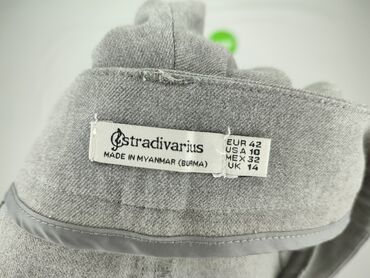 stradivarius
MADE IN MYANMAR (BURMA)
EUR 42
USA 10
MEX 32
UK 14